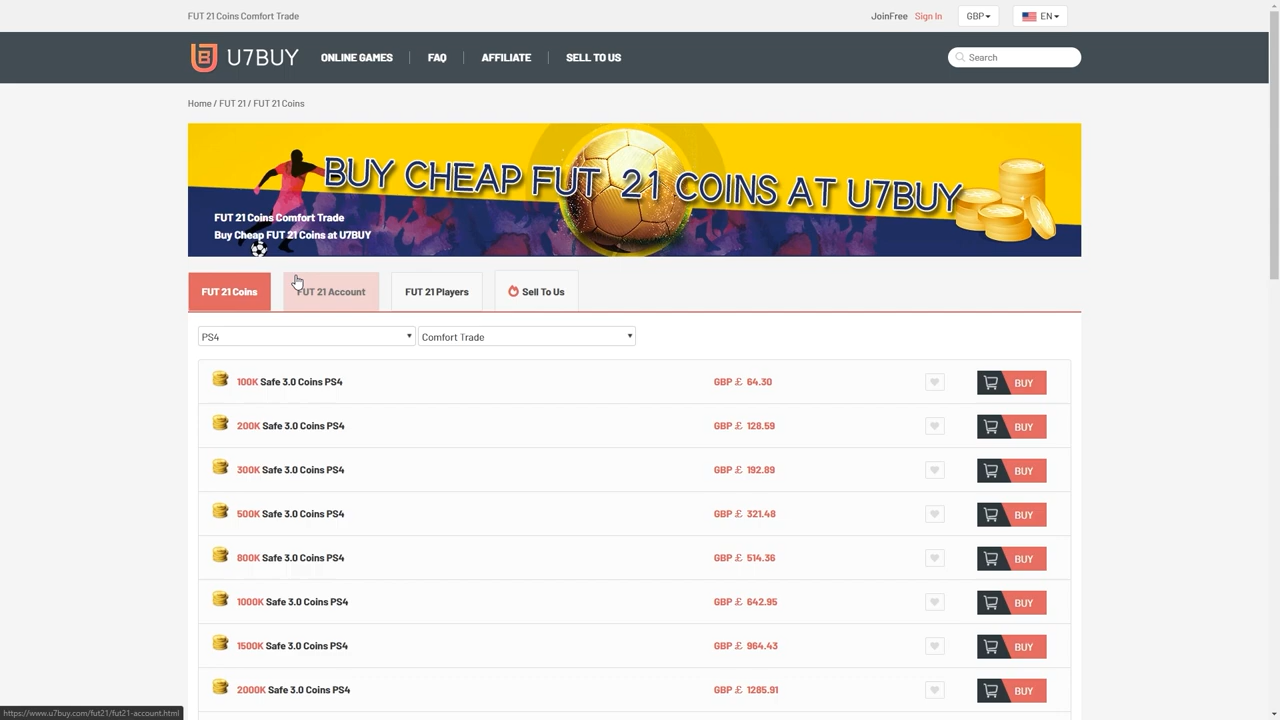 FUT 21 Coins Comfort Trade
JoinFree Sign In GBP EN
U7BUY ONLINE GAMES FAQ AFFILIATE SELL TO US Search
Home / FUT 21 / FUT 21 Coins
BUY CHEAP FUT 21 COINS AT U7BUY
FUT 21 Coins Comfort Trade
Buy Cheap FUT 21 Coins at U7BUY
FUT 21 Coins FUT 21 Account FUT 21 Players Sell To Us
PS4 Comfort Trade
100K Safe 3.0 Coins PS4 GBP £ 64.30 BUY
200K Safe 3.0 Coins PS4 GBP £ 128.59 BUY
300K Safe 3.0 Coins PS4 GBP £ 192.89 BUY
500K Safe 3.0 Coins PS4 GBP £ 321.48 BUY
800K Safe 3.0 Coins PS4 GBP £ 514.36 BUY
1000K Safe 3.0 Coins PS4 GBP £ 642.95 BUY
1500K Safe 3.0 Coins PS4 GBP £ 964.43 BUY
2000K Safe 3.0 Coins PS4 GBP £ 1285.91 BUY
https://www.u7buy.com/fut21/fut21-account.html